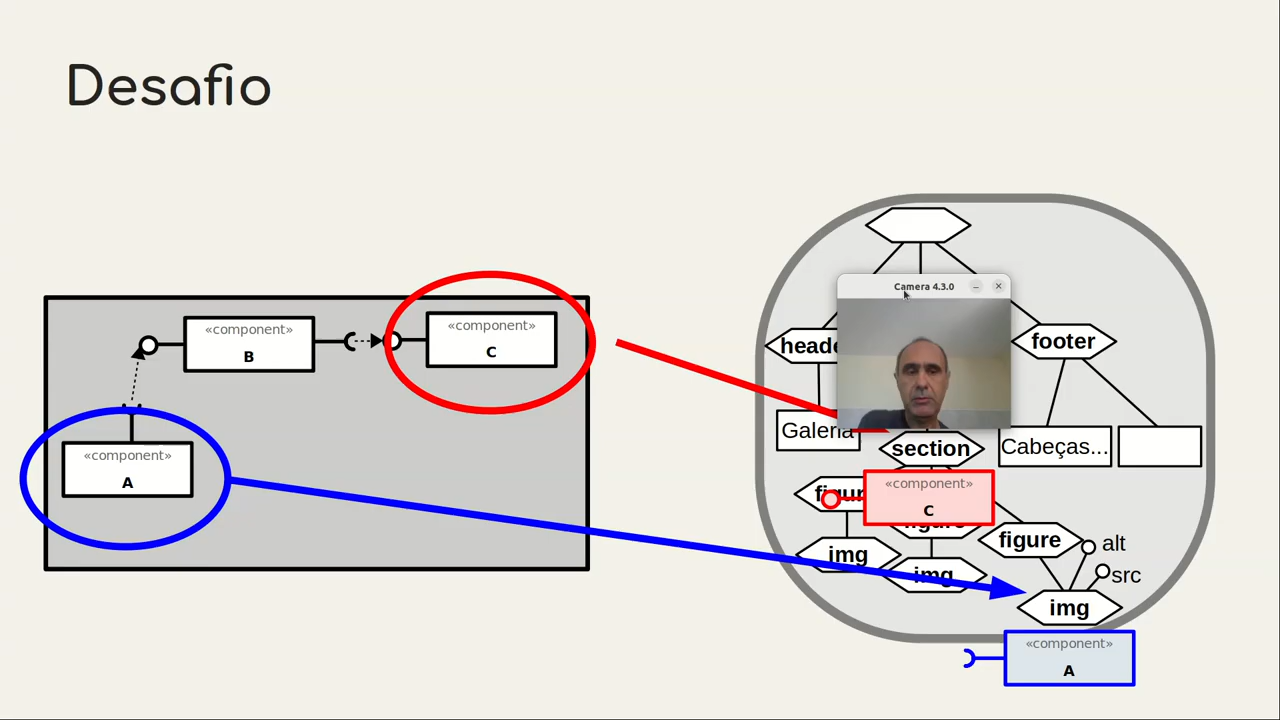 Desafio
«component»
B
«component»
C
«component»
A
Camera 4.3.0
footer
Galeria
section
Cabeças...
«component»
C
figure
img
img
alt
src
img
«component»
A